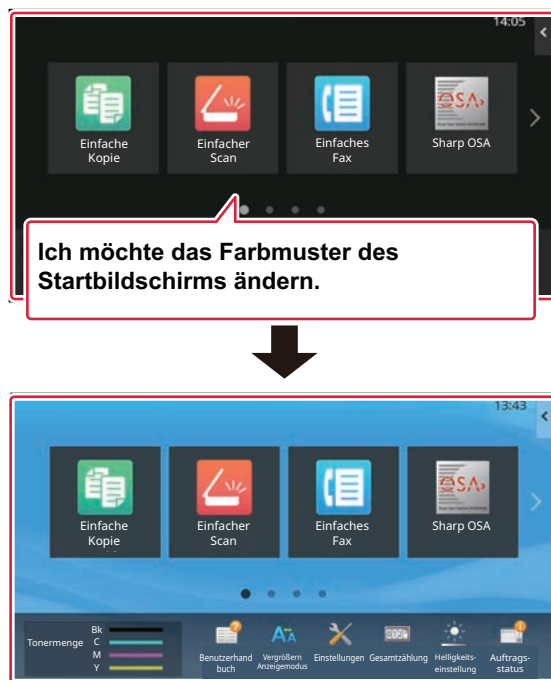 14:05
Einfache
Kopie
Einfacher
Scan
Einfaches
Fax
OSA
Sharp OSA
Ich möchte das Farbmuster des
Startbildschirms ändern.
13:43
Einfache
Kopie
Einfacher
Scan
Einfaches
Fax
OSA
Sharp OSA
Tonermenge
Bk
C
M
Y
Benutzerhand
buch
Vergrößern
Anzeigemodus
Einstellungen
Gesamtzählung
Helligkeits-
einstellung
Auftrags-
status